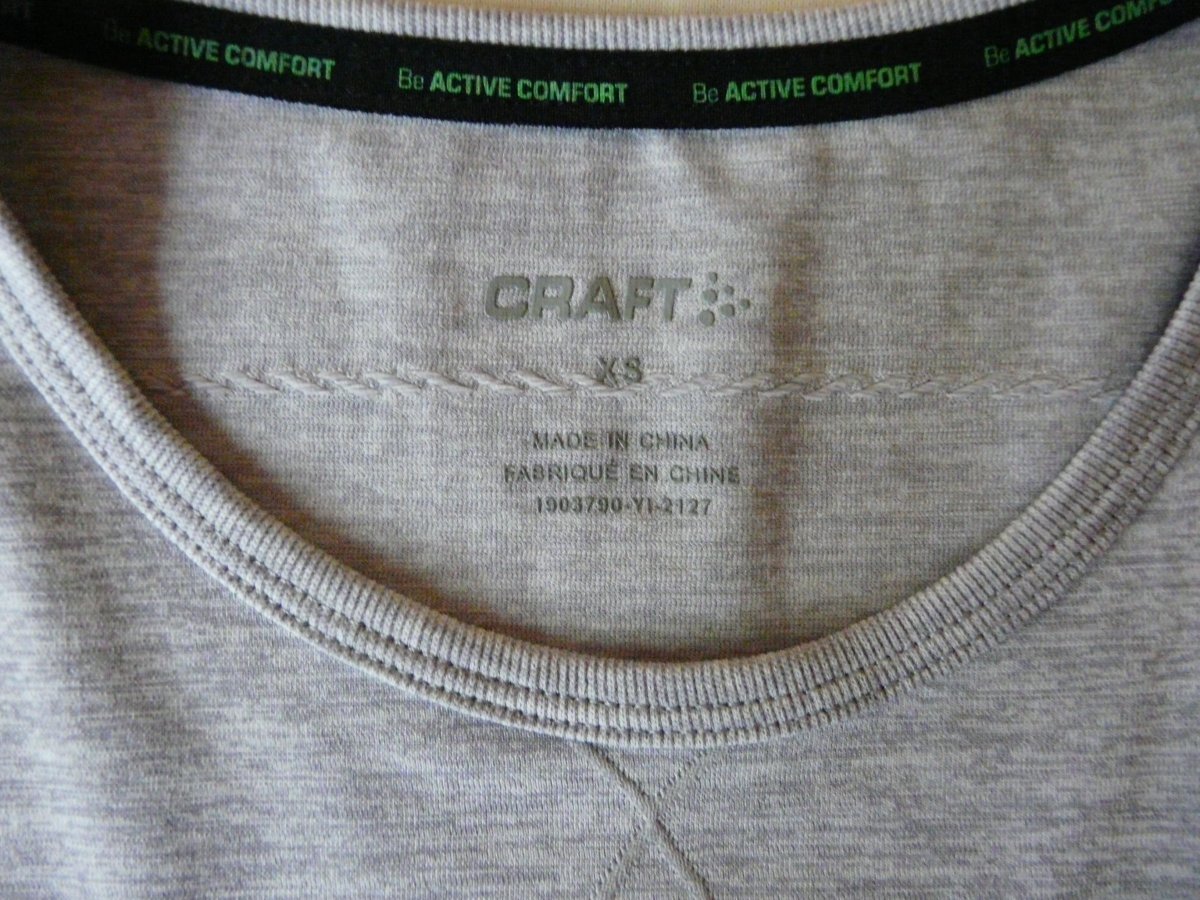 Be ACTIVE COMFORT Be ACTIVE COMFORT Be ACTIVE COMFORT Be ACTIVE COMFORT
CRAFT
XS
MADE IN CHINA
FABRIQUÉ EN CHINE
1903790-YI-2127